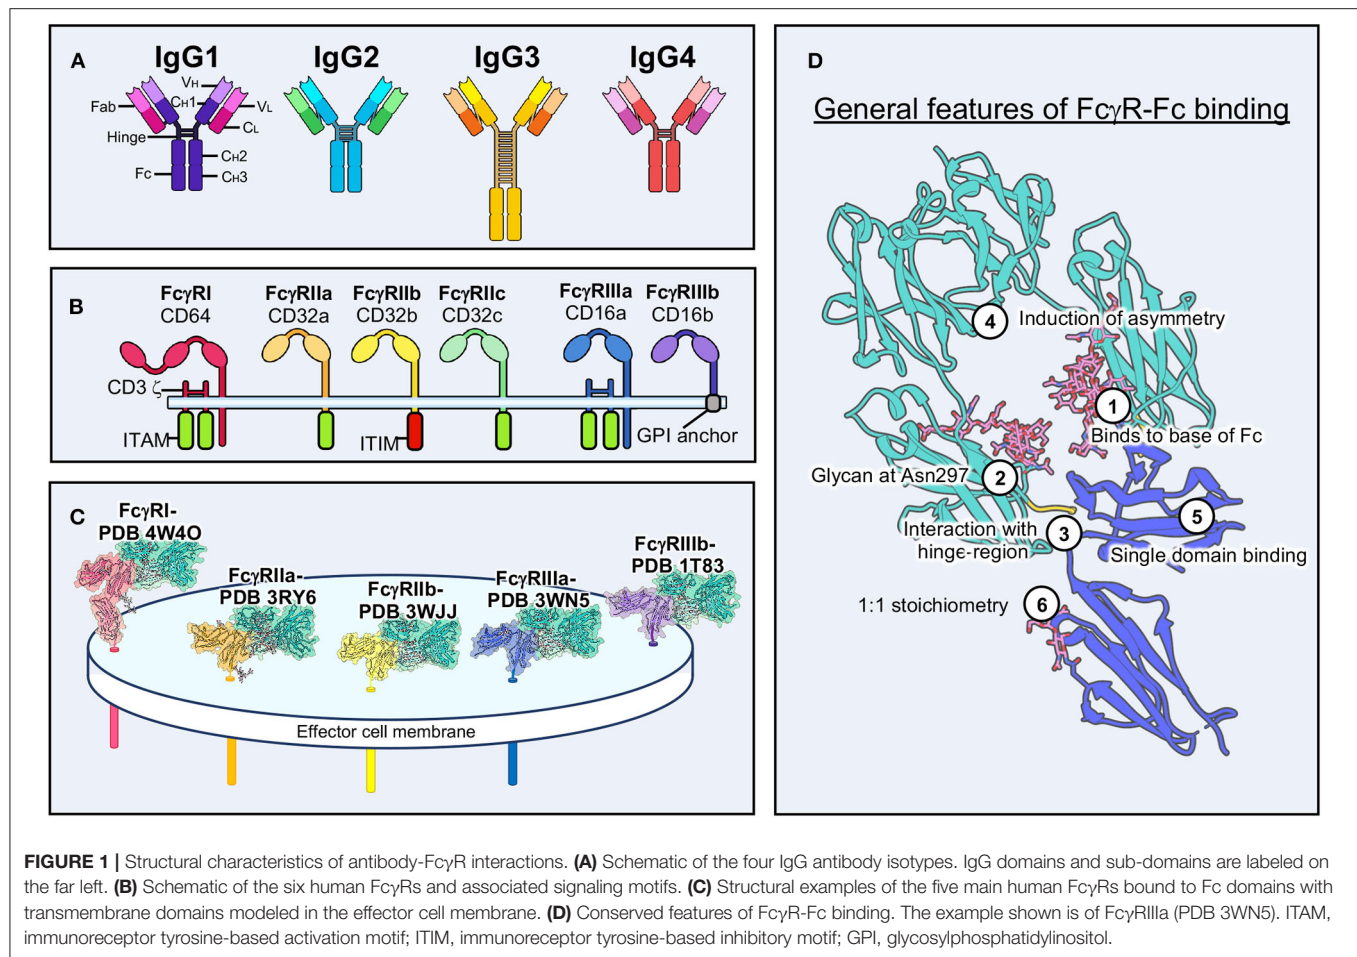 A
IgG1
IgG2
IgG3
IgG4
VH
Fab
CH1
VL
CL
Hinge
CH2
Fc
CH3
B
FcγRI
CD64
FcγRIIa
CD32a
FcγRIIb
CD32b
FcγRIIc
CD32c
FcγRIIIa
CD16a
FcγRIIIb
CD16b
CD3 ζ
ITAM
ITIM
GPI anchor
C
FcγRI-
PDB 4W4O
FcγRIIa-
PDB 3RY6
FcγRIIb-
PDB 3WJJ
FcγRIIIa-
PDB 3WN5
FcγRIIIb-
PDB 1T83
Effector cell membrane
D
General features of FcγR-Fc binding
4
Induction of asymmetry
1
Binds to base of Fc
Glycan at Asn297
2
Interaction with
hinge-region
3
5
Single domain binding
1:1 stoichiometry
6
FIGURE 1 | Structural characteristics of antibody-FcγR interactions. (A) Schematic of the four IgG antibody isotypes. IgG domains and sub-domains are labeled on
the far left. (B) Schematic of the six human FcγRs and associated signaling motifs. (C) Structural examples of the five main human FcγRs bound to Fc domains with
transmembrane domains modeled in the effector cell membrane. (D) Conserved features of FcγR-Fc binding. The example shown is of FcγRIIIa (PDB 3WN5). ITAM,
immunoreceptor tyrosine-based activation motif; ITIM, immunoreceptor tyrosine-based inhibitory motif; GPI, glycosylphosphatidylinositol.